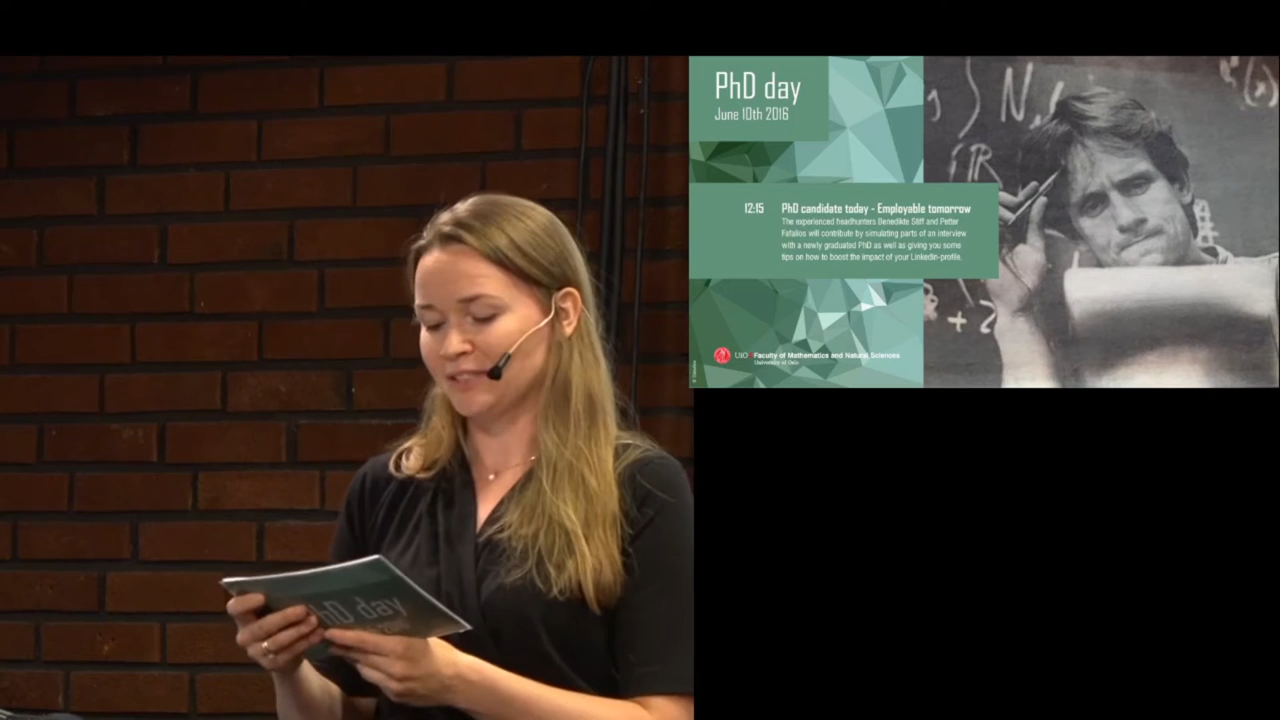 PhD day
June 10th 2016
12:15 PhD candidate today - Employable tomorrow
The experienced headhunters Benedikte Stiff and Petter
Fafalios will contribute by simulating parts of an interview
with a newly graduated PhD as well as giving you some
tips on how to boost the impact of your Linkedin-profile.
UiO Faculty of Mathematics and Natural Sciences
University of Oslo
PhD day